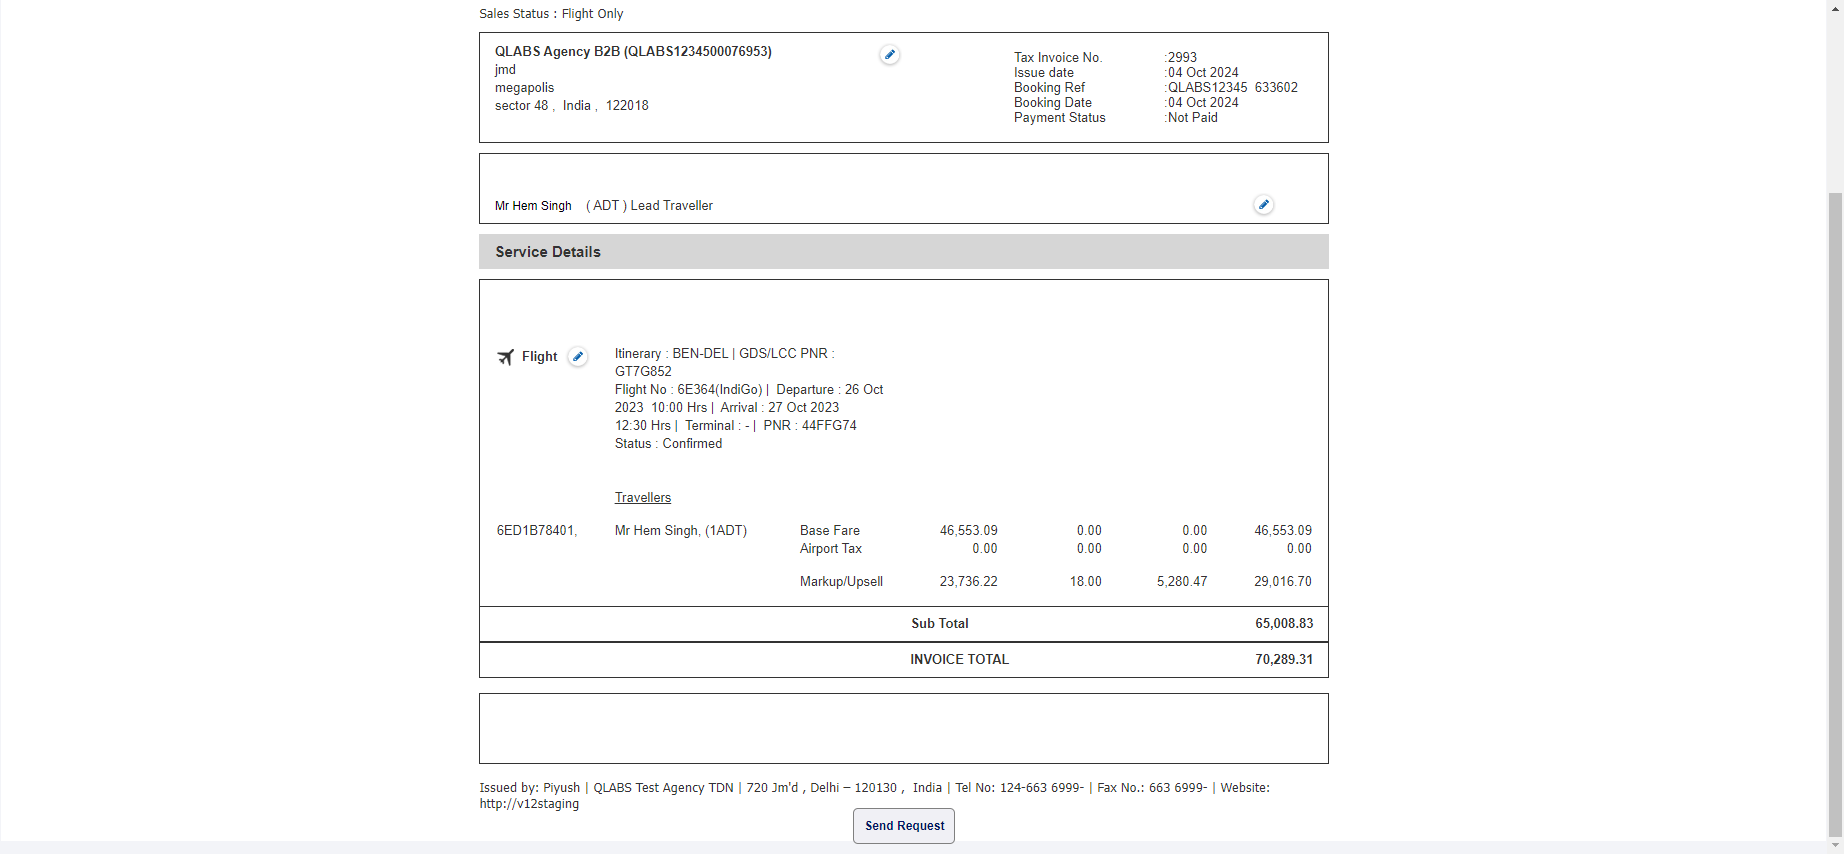 Sales Status : Flight Only
QLABS Agency B2B (QLABS1234500076953)
jmd
megapolis
sector 48 ,  India ,  122018
Tax Invoice No. :2993
Issue date :04 Oct 2024
Booking Ref :QLABS12345  633602
Booking Date :04 Oct 2024
Payment Status :Not Paid
Mr Hem Singh ( ADT ) Lead Traveller
Service Details
Flight
Itinerary : BEN-DEL | GDS/LCC PNR :
GT7G852
Flight No : 6E364(IndiGo) |  Departure : 26 Oct
2023  10:00 Hrs |  Arrival : 27 Oct 2023
12:30 Hrs |  Terminal : - |  PNR : 44FFG74
Status : Confirmed
Travellers
6ED1B78401, Mr Hem Singh, (1ADT) Base Fare 46,553.09 0.00 0.00 46,553.09
Airport Tax 0.00 0.00 0.00 0.00
Markup/Upsell 23,736.22 18.00 5,280.47 29,016.70
Sub Total 65,008.83
INVOICE TOTAL 70,289.31
Issued by: Piyush | QLABS Test Agency TDN | 720 Jm'd , Delhi – 120130 ,  India | Tel No: 124-663 6999- | Fax No.: 663 6999- | Website:
http://v12staging
Send Request